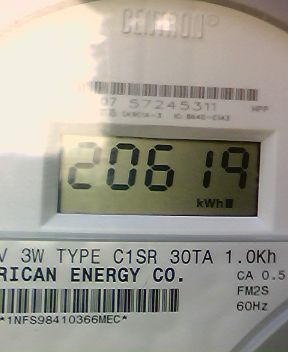 CENTRON®
57245311
20619
kWh
V 3W TYPE C1SR 30TA 1.0Kh
RICAN ENERGY CO.
CA 0.5
FM2S
60Hz
*1NFS98410366MEC*